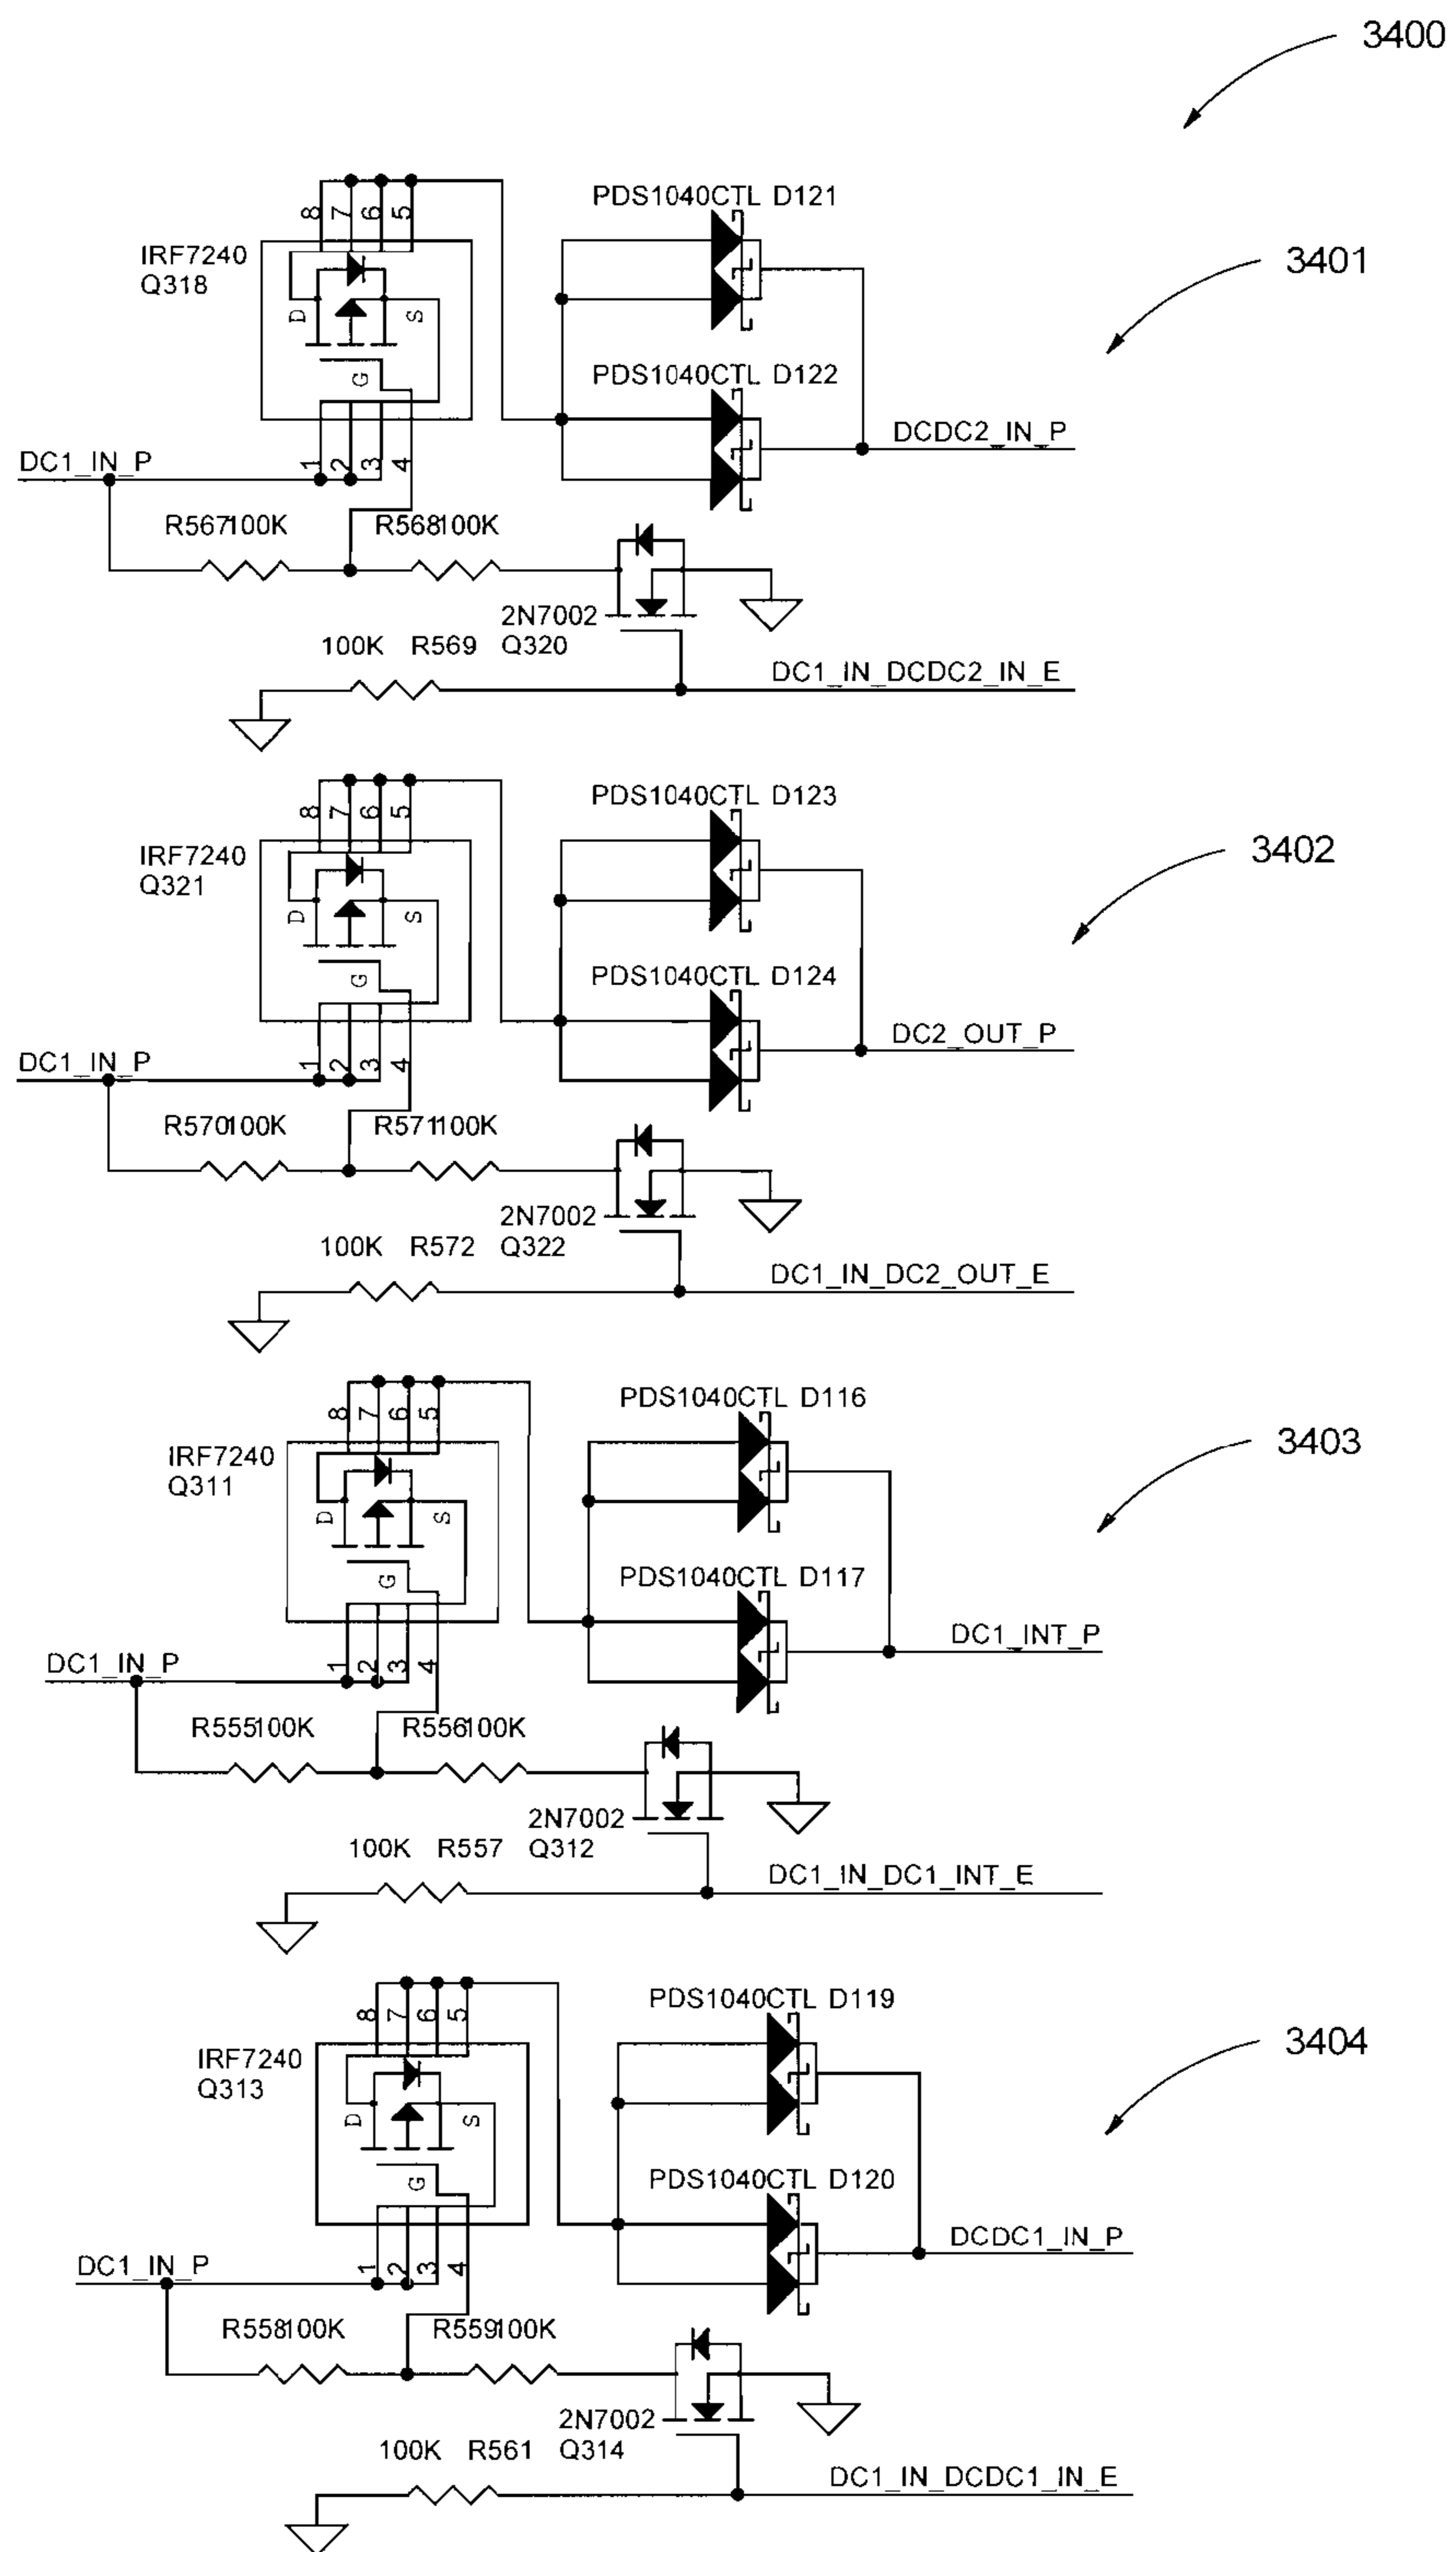 3400
3401
PDS1040CTL D121
8 7 6 5
IRF7240
Q318
D S
G
PDS1040CTL D122
DCDC2_IN_P
DC1_IN_P
1 2 3 4
R567100K R568100K
2N7002
Q320
100K R569
DC1_IN_DCDC2_IN_E
3402
PDS1040CTL D123
8 7 6 5
IRF7240
Q321
D S
G
PDS1040CTL D124
DC2_OUT_P
DC1_IN_P
1 2 3 4
R570100K R571100K
2N7002
Q322
100K R572
DC1_IN_DC2_OUT_E
3403
PDS1040CTL D116
8 7 6 5
IRF7240
Q311
D S
G
PDS1040CTL D117
DC1_INT_P
DC1_IN_P
1 2 3 4
R555100K R556100K
2N7002
Q312
100K R557
DC1_IN_DC1_INT_E
3404
PDS1040CTL D119
8 7 6 5
IRF7240
Q313
D S
G
PDS1040CTL D120
DCDC1_IN_P
DC1_IN_P
1 2 3 4
R558100K R559100K
2N7002
Q314
100K R561
DC1_IN_DCDC1_IN_E